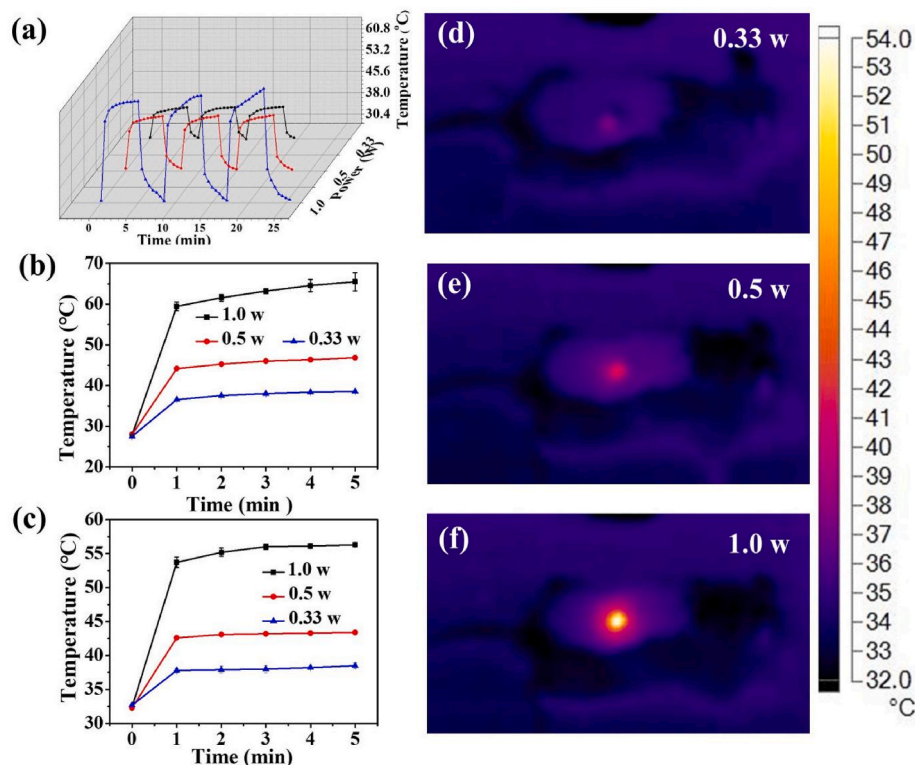 (a)
60.8
53.2
45.6
38.0
30.4
Temperature (°C)
0.33
0.5
1.0
Power (W)
0
5
10
15
20
25
Time (min)
(b)
70
60
50
40
30
20
Temperature (°C)
1.0 w
0.5 w
0.33 w
0 1 2 3 4 5
Time (min )
(c)
60
55
50
45
40
35
30
Temperature (°C)
1.0 w
0.5 w
0.33 w
0 1 2 3 4 5
Time (min)
(d)
0.33 w
(e)
0.5 w
(f)
1.0 w
54.0
53
52
51
50
49
48
47
46
45
44
43
42
41
40
39
38
37
36
35
34
33
32.0
°C